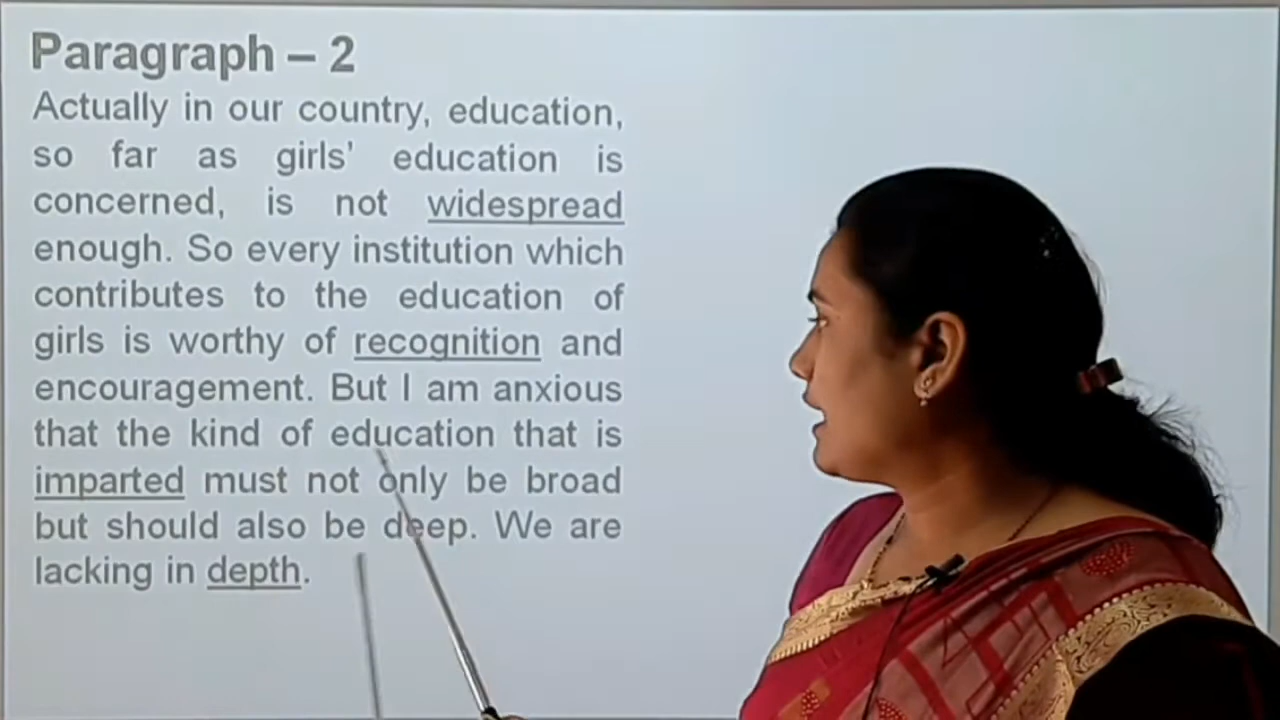 Paragraph – 2
Actually in our country, education,
so far as girls' education is
concerned, is not widespread
enough. So every institution which
contributes to the education of
girls is worthy of recognition and
encouragement. But I am anxious
that the kind of education that is
imparted must not only be broad
but should also be deep. We are
lacking in depth.